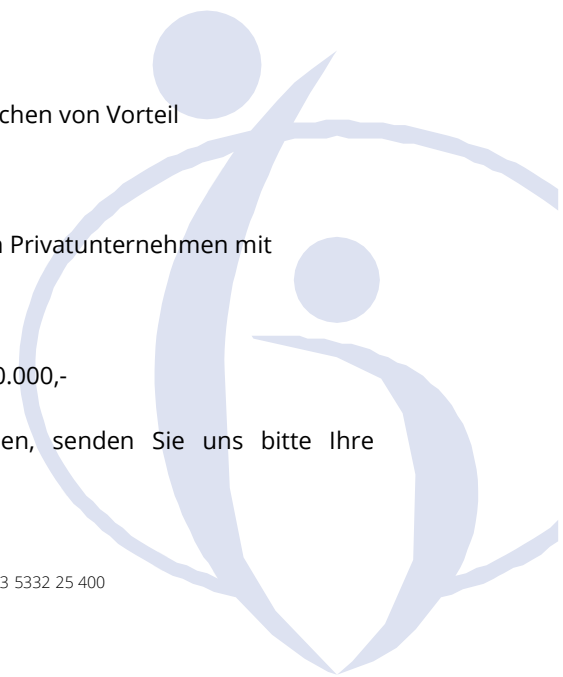 chen von Vorteil
Privatunternehmen mit
0.000,-
en, senden Sie uns bitte Ihre
3 5332 25 400